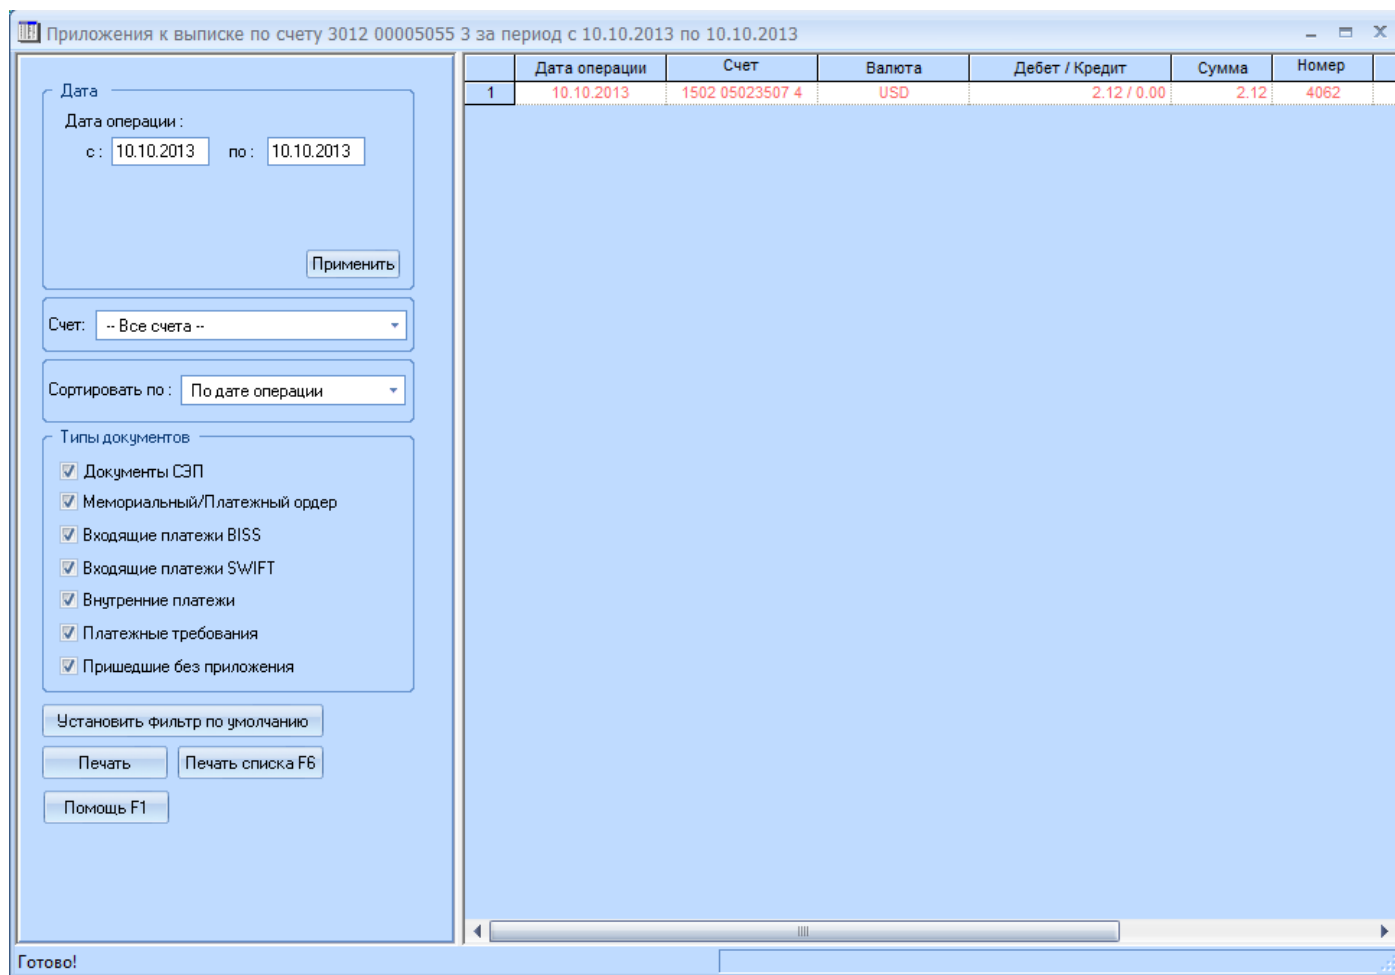 Приложения к выписке по счету 3012 00005055 3 за период с 10.10.2013 по 10.10.2013
Дата
Дата операции :
с : 10.10.2013 по : 10.10.2013
Применить
Счет: -- Все счета --
Сортировать по : По дате операции
Типы документов
Документы СЭП
Мемориальный/Платежный ордер
Входящие платежи BISS
Входящие платежи SWIFT
Внутренние платежи
Платежные требования
Пришедшие без приложения
Установить фильтр по умолчанию
Печать Печать списка F6
Помощь F1
Дата операции Счет Валюта Дебет / Кредит Сумма Номер
1 10.10.2013 1502 05023507 4 USD 2.12 / 0.00 2.12 4062
Готово!